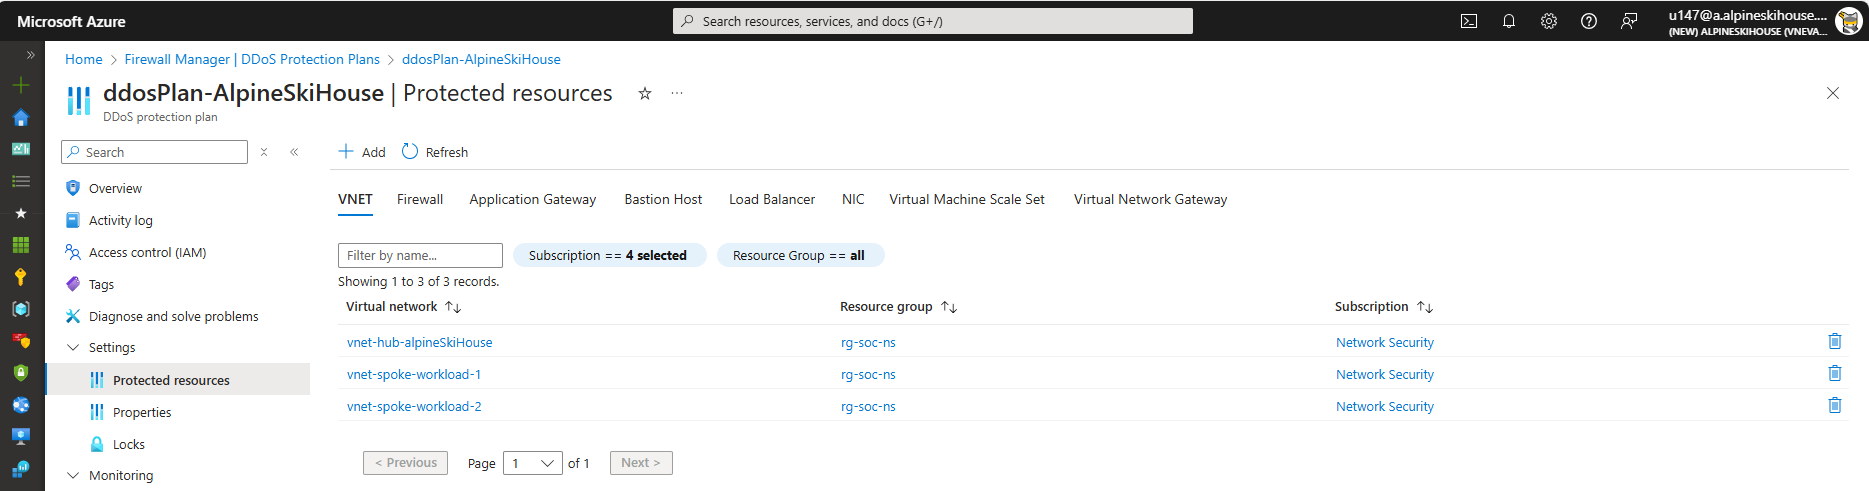 Microsoft Azure
Search resources, services, and docs (G+/)
u147@a.alpineskihouse....
(NEW) ALPINESKIHOUSE (VNEVA...
Home > Firewall Manager | DDoS Protection Plans > ddosPlan-AlpineSkiHouse
ddosPlan-AlpineSkiHouse | Protected resources
DDoS protection plan
Search
Overview
Activity log
Access control (IAM)
Tags
Diagnose and solve problems
Settings
Protected resources
Properties
Locks
Monitoring
Add Refresh
VNET Firewall Application Gateway Bastion Host Load Balancer NIC Virtual Machine Scale Set Virtual Network Gateway
Filter by name... Subscription == 4 selected Resource Group == all
Showing 1 to 3 of 3 records.
Virtual network Resource group Subscription
vnet-hub-alpineSkiHouse rg-soc-ns Network Security
vnet-spoke-workload-1 rg-soc-ns Network Security
vnet-spoke-workload-2 rg-soc-ns Network Security
< Previous Page 1 of 1 Next >